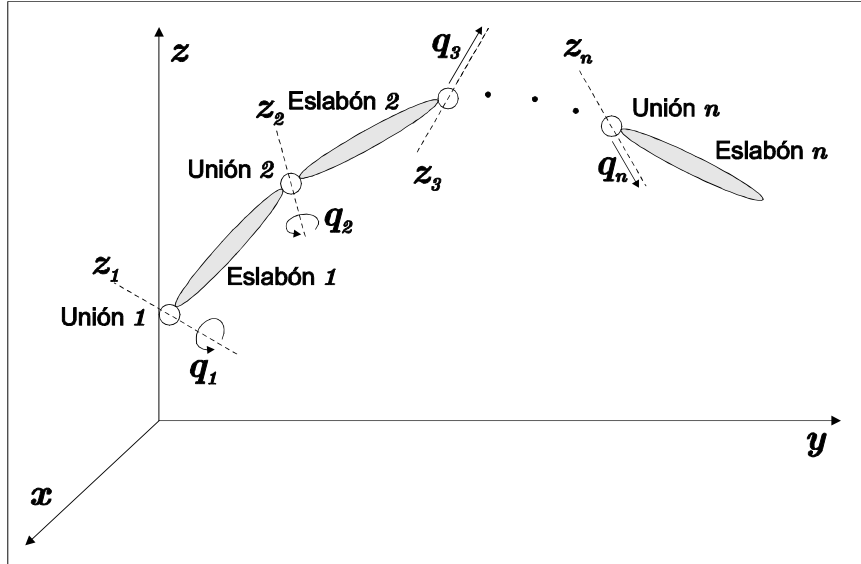 z
q₃
zₙ
Eslabón 2
z₂
Unión n
Unión 2
Eslabón n
z₃
qₙ
q₂
z₁
Eslabón 1
Unión 1
q₁
y
x